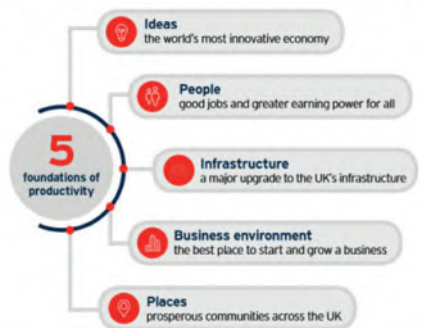 Ideas
the world's most innovative economy
People
good jobs and greater earning power for all
5
foundations of
productivity
Infrastructure
a major upgrade to the UK's infrastructure
Business environment
the best place to start and grow a business
Places
prosperous communities across the UK